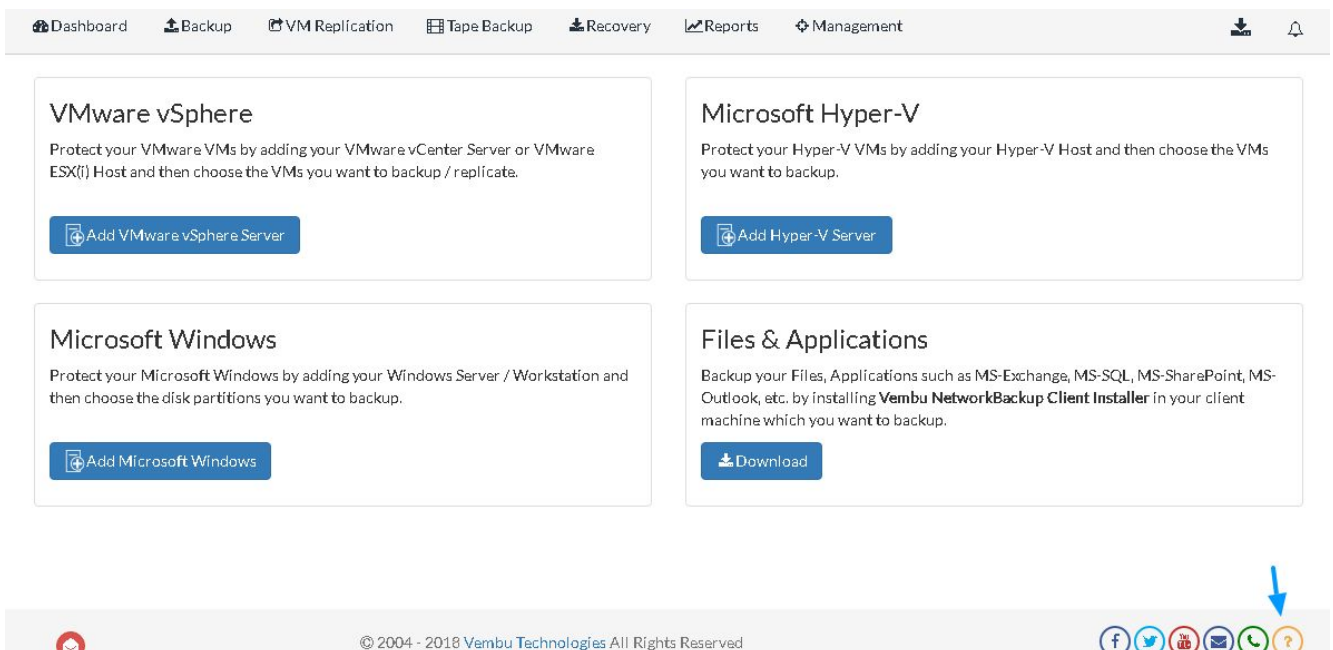 Dashboard Backup VM Replication Tape Backup Recovery Reports Management
VMware vSphere
Protect your VMware VMs by adding your VMware vCenter Server or VMware
ESX(i) Host and then choose the VMs you want to backup / replicate.
Add VMware vSphere Server
Microsoft Hyper-V
Protect your Hyper-V VMs by adding your Hyper-V Host and then choose the VMs
you want to backup.
Add Hyper-V Server
Microsoft Windows
Protect your Microsoft Windows by adding your Windows Server / Workstation and
then choose the disk partitions you want to backup.
Add Microsoft Windows
Files & Applications
Backup your Files, Applications such as MS-Exchange, MS-SQL, MS-SharePoint, MS-
Outlook, etc. by installing Vembu NetworkBackup Client Installer in your client
machine which you want to backup.
Download
© 2004 - 2018 Vembu Technologies All Rights Reserved